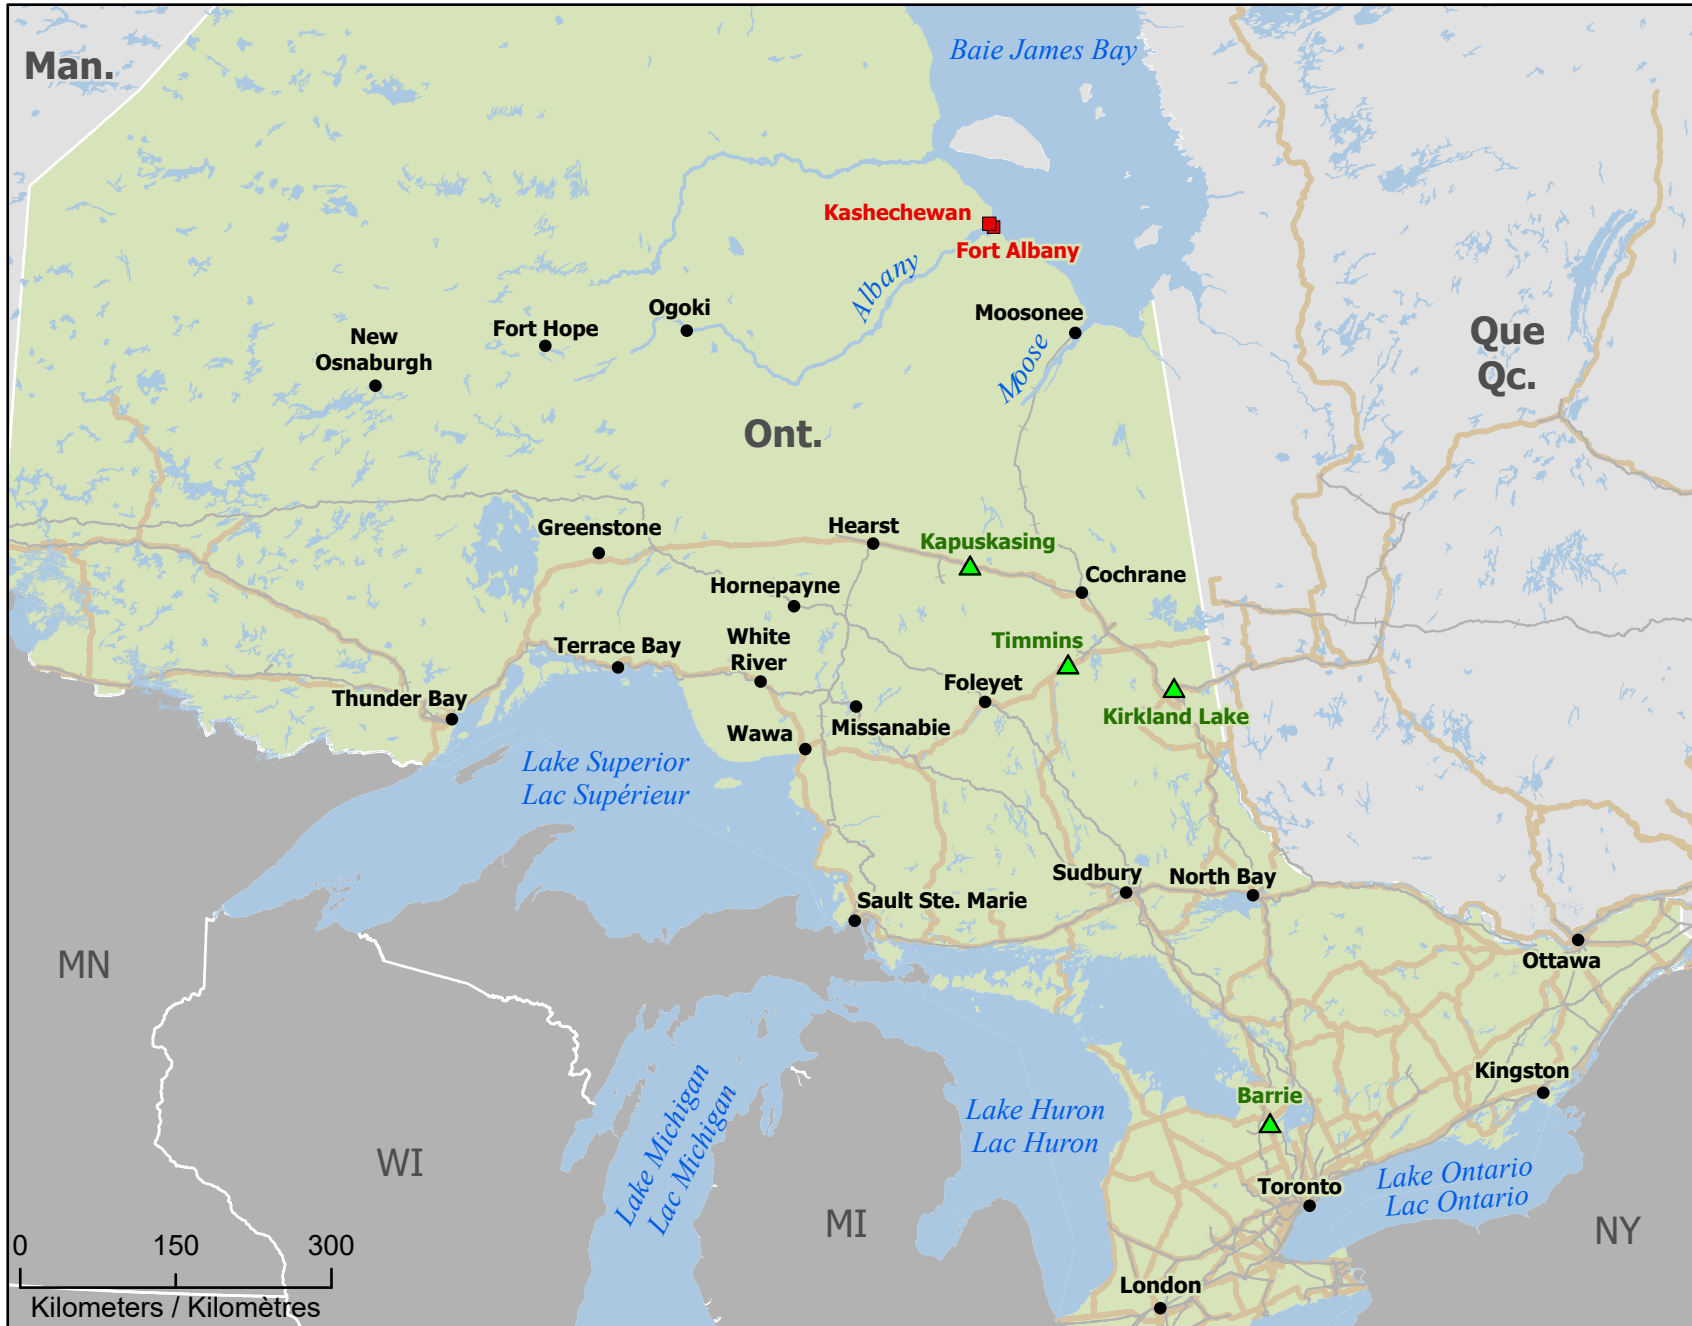 Man.
Baie James Bay
Kashechewan
Fort Albany
Albany
Ogoki
Moosonee
New
Osnaburgh
Fort Hope
Moose
Que
Qc.
Ont.
Greenstone
Hearst
Kapuskasing
Hornepayne
Cochrane
Terrace Bay
White
River
Timmins
Thunder Bay
Foleyet
Wawa
Missanabie
Kirkland Lake
Lake Superior
Lac Supérieur
Sudbury
North Bay
Sault Ste. Marie
MN
Ottawa
Kingston
Lake Michigan
Lac Michigan
Lake Huron
Lac Huron
Barrie
WI
Toronto
Lake Ontario
Lac Ontario
MI
NY
0 150 300
Kilometers / Kilomètres
London